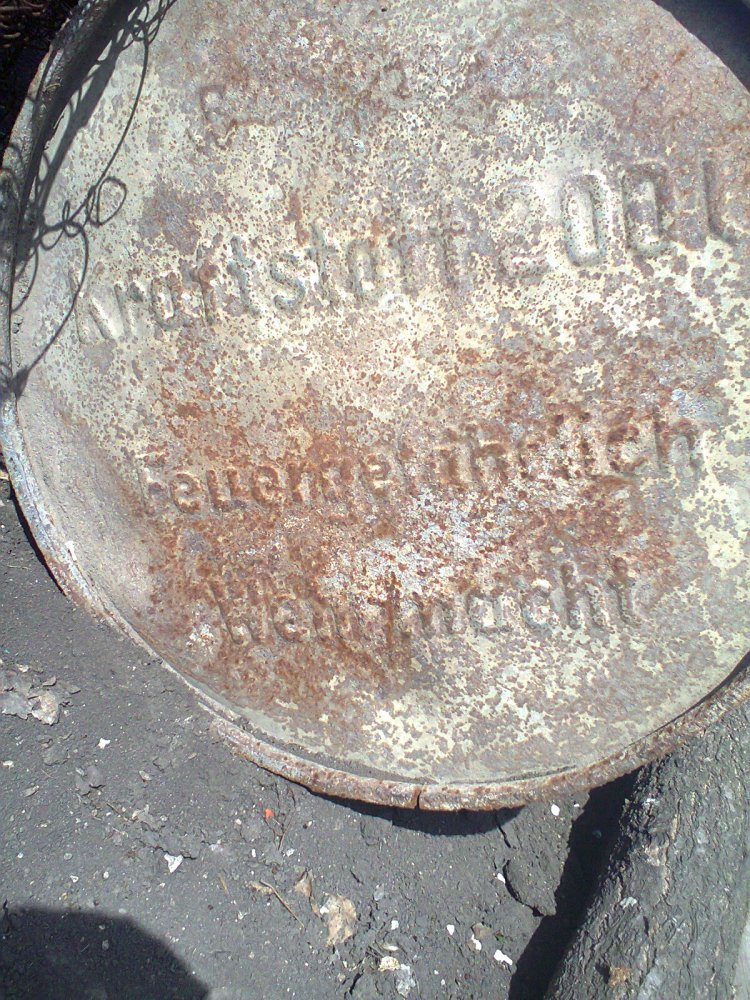 Kraftstoff 200 L
Feuergefährlich
Wehrmacht